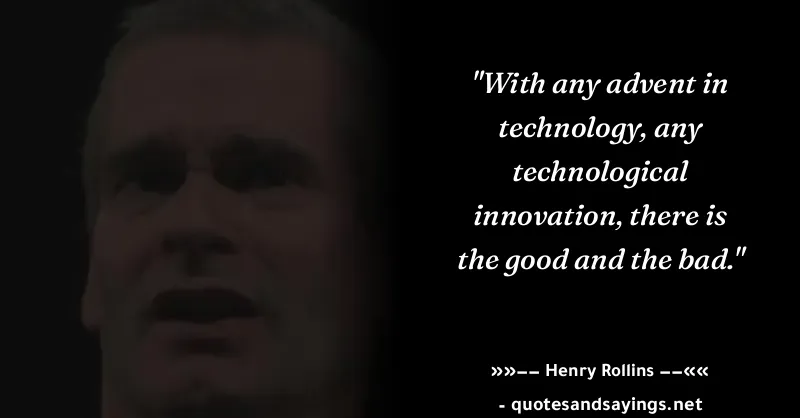 "With any advent in
technology, any
technological
innovation, there is
the good and the bad."
»»–– Henry Rollins ––««
- quotesandsayings.net